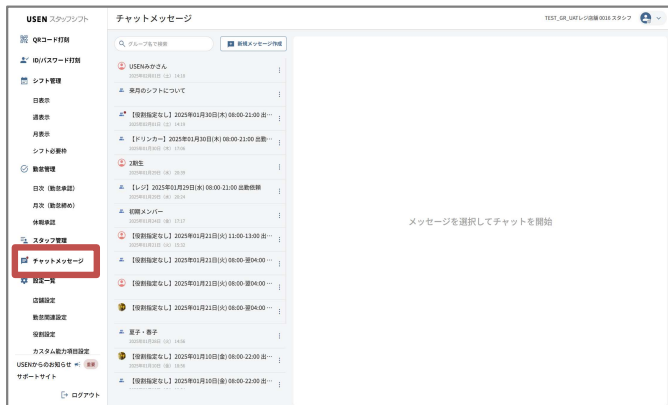 USEN スタッフシフト
QRコード打刻
ID/パスワード打刻
シフト管理
日表示
週表示
月表示
シフト必要枠
勤怠管理
日次（勤怠承認）
月次（勤怠締め）
休暇承認
スタッフ管理
チャットメッセージ
設定一覧
店舗設定
勤怠関連設定
役割設定
カスタム能力項目設定
USENからのお知らせ
サポートサイト
ログアウト
チャットメッセージ
TEST_GR_UATレジ店舗 0016 スタシフ
グループ名で検索
新規メッセージ作成
USENみかさん
来月のシフトについて
【役割指定なし】2025年01月30日(木) 08:00-21:00 出…
【ドリンカー】2025年01月30日(木) 08:00-21:00 出勤…
2期生
【レジ】2025年01月29日(水) 08:00-21:00 出勤依頼
初期メンバー
【役割指定なし】2025年01月21日(火) 11:00-13:00 出…
【役割指定なし】2025年01月21日(火) 08:00-翌04:00 …
【役割指定なし】2025年01月21日(火) 08:00-翌04:00 …
【役割指定なし】2025年01月21日(火) 08:00-翌04:00 …
夏子・春子
【役割指定なし】2025年01月10日(金) 08:00-22:00 出…
【役割指定なし】2025年01月10日(金) 08:00-22:00 出…
メッセージを選択してチャットを開始